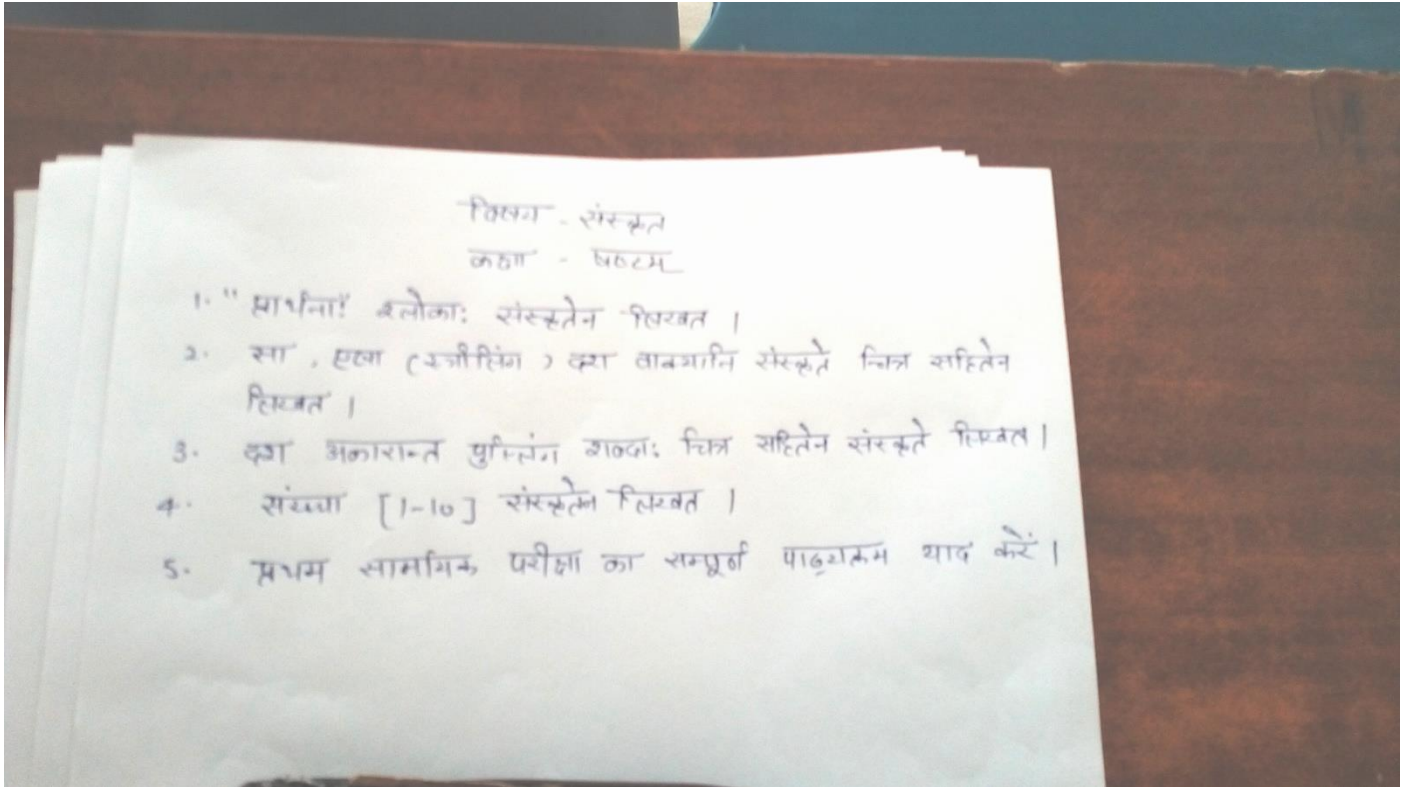 विषय - संस्कृत
कक्षा - षष्टम
1. "प्रार्थना" श्लोका: संस्कृतेन लिखत ।
2. सा , एषा (स्त्रीलिंग) दश वाक्यानि संस्कृते चित्र सहितेन
लिखत ।
3. दश अकारान्त पुल्लिंग शब्दा: चित्र सहितेन संस्कृते लिखत ।
4. संख्या [1-10] संस्कृतेन लिखत ।
5. प्रथम सामयिक परीक्षा का सम्पूर्ण पाठ्यक्रम याद करें ।